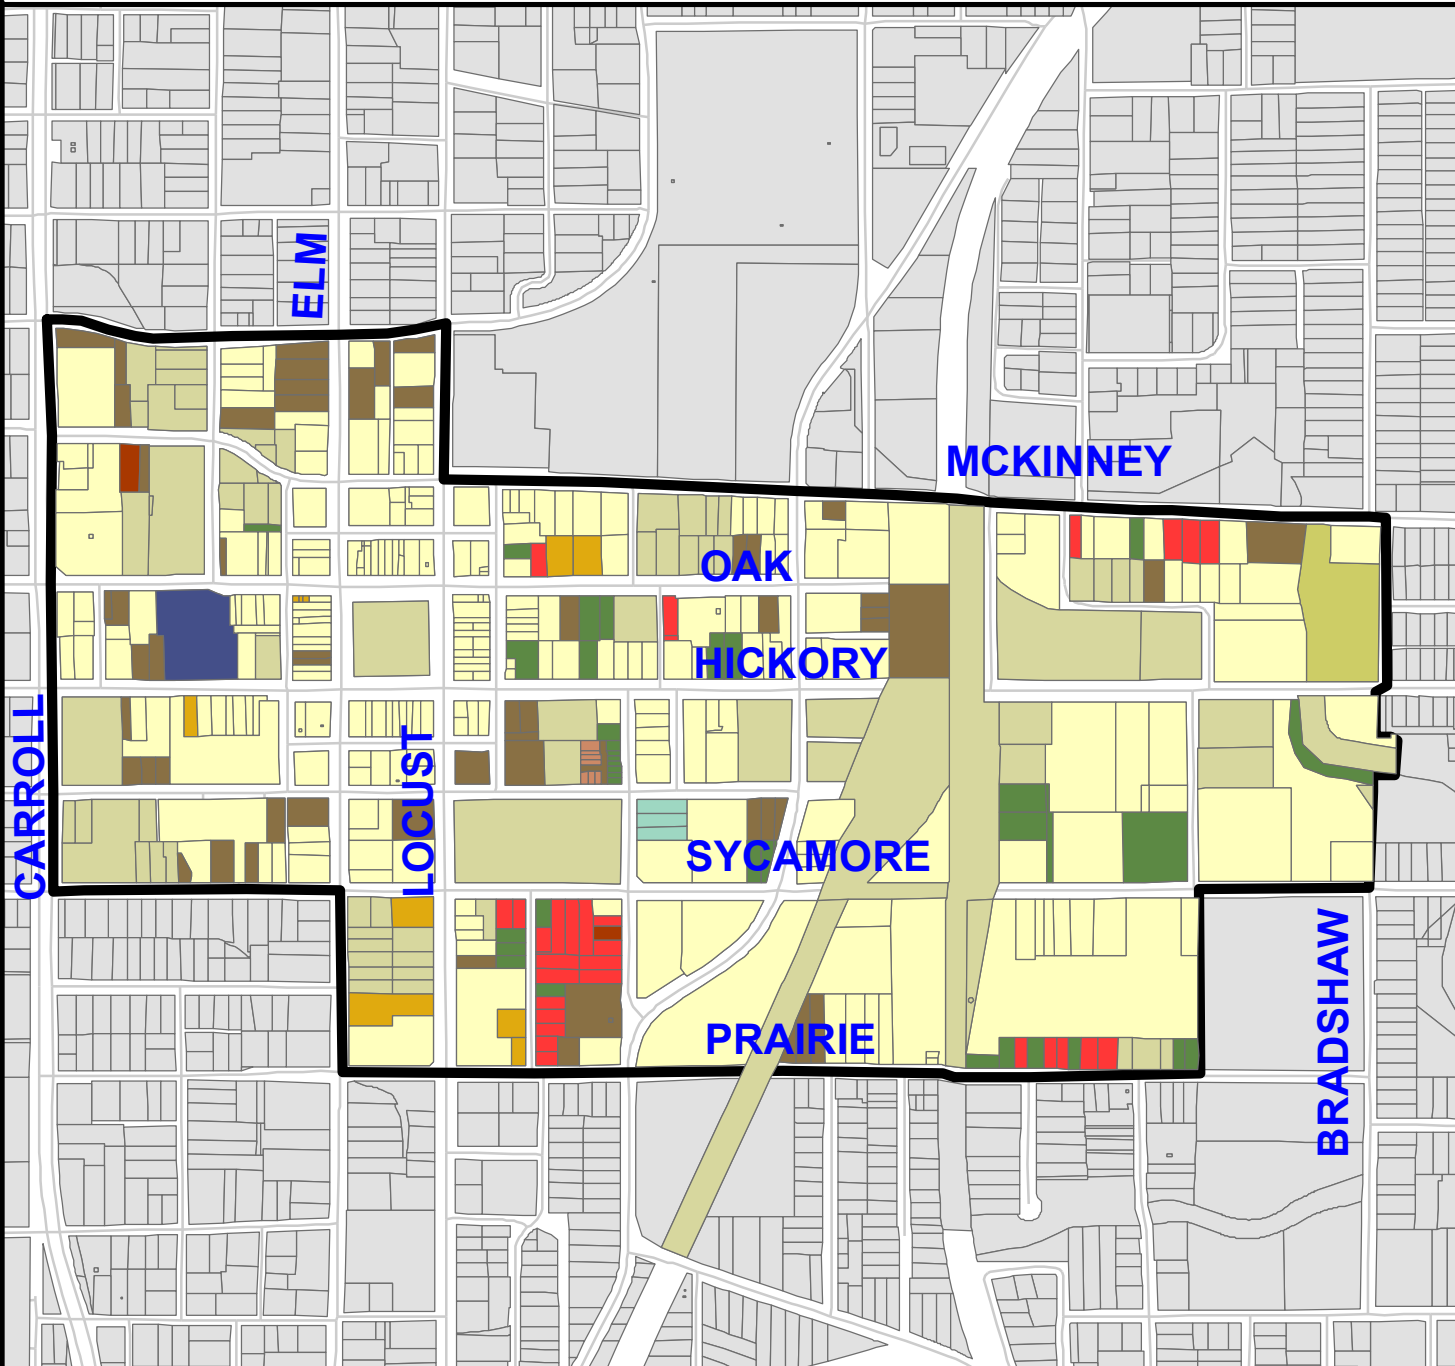 ELM
MCKINNEY
OAK
HICKORY
CARROLL
LOCUST
SYCAMORE
BRADSHAW
PRAIRIE